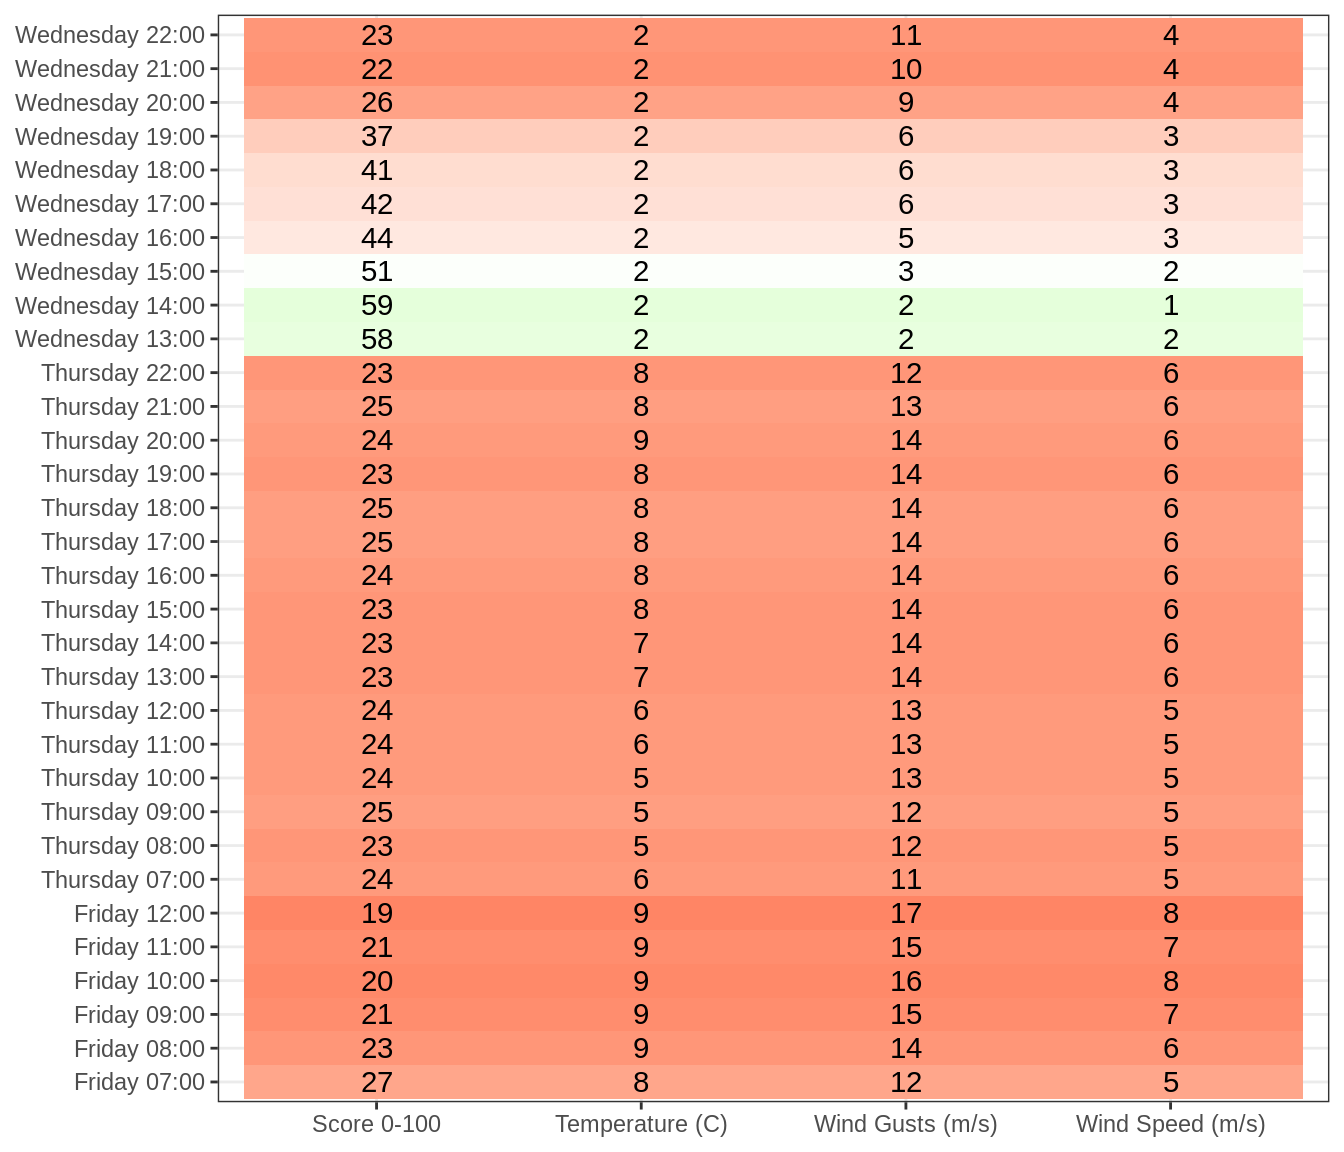 Wednesday 22:00 23 2 11 4
Wednesday 21:00 22 2 10 4
Wednesday 20:00 26 2 9 4
Wednesday 19:00 37 2 6 3
Wednesday 18:00 41 2 6 3
Wednesday 17:00 42 2 6 3
Wednesday 16:00 44 2 5 3
Wednesday 15:00 51 2 3 2
Wednesday 14:00 59 2 2 1
Wednesday 13:00 58 2 2 2
Thursday 22:00 23 8 12 6
Thursday 21:00 25 8 13 6
Thursday 20:00 24 9 14 6
Thursday 19:00 23 8 14 6
Thursday 18:00 25 8 14 6
Thursday 17:00 25 8 14 6
Thursday 16:00 24 8 14 6
Thursday 15:00 23 8 14 6
Thursday 14:00 23 7 14 6
Thursday 13:00 23 7 14 6
Thursday 12:00 24 6 13 5
Thursday 11:00 24 6 13 5
Thursday 10:00 24 5 13 5
Thursday 09:00 25 5 12 5
Thursday 08:00 23 5 12 5
Thursday 07:00 24 6 11 5
Friday 12:00 19 9 17 8
Friday 11:00 21 9 15 7
Friday 10:00 20 9 16 8
Friday 09:00 21 9 15 7
Friday 08:00 23 9 14 6
Friday 07:00 27 8 12 5
Score 0-100 Temperature (C) Wind Gusts (m/s) Wind Speed (m/s)